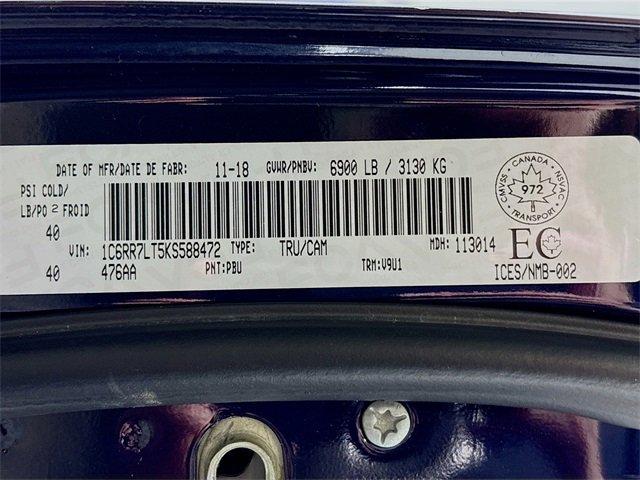 DATE OF MFR/DATE DE FABR: 11-18 GVWR/PNBV: 6900 LB / 3130 KG
PSI COLD/
LB/PO 2 FROID
40
VIN: 1C6RR7LT5KS588472 TYPE: TRU/CAM MDH: 113014
40 476AA PNT:PBU TRM:V9U1
CMVSS • CANADA • NSVAC • TRANSPORT •
972
EC
ICES/NMB-002